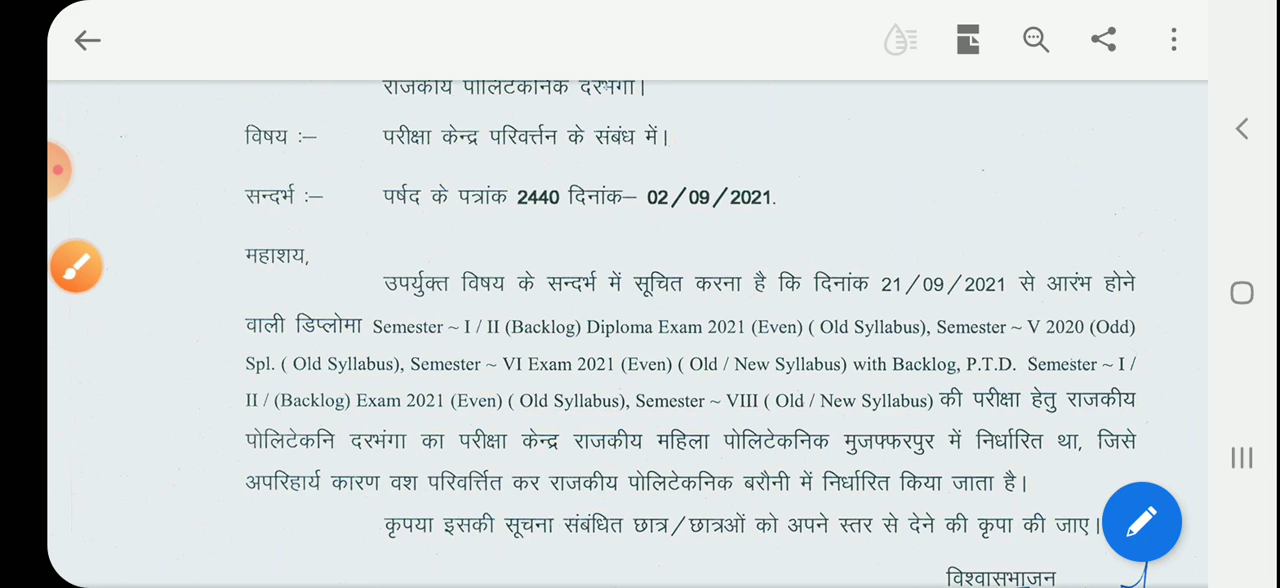 राजकीय पोलिटेकनिक दरभंगा।
विषय :– परीक्षा केन्द्र परिवर्त्तन के संबंध में।
सन्दर्भ :– पर्षद के पत्रांक 2440 दिनांक– 02/09/2021.
महाशय,
उपर्युक्त विषय के सन्दर्भ में सूचित करना है कि दिनांक 21/09/2021 से आरंभ होने
वाली डिप्लोमा Semester ~ I / II (Backlog) Diploma Exam 2021 (Even) ( Old Syllabus), Semester ~ V 2020 (Odd)
Spl. ( Old Syllabus), Semester ~ VI Exam 2021 (Even) ( Old / New Syllabus) with Backlog, P.T.D. Semester ~ I /
II / (Backlog) Exam 2021 (Even) ( Old Syllabus), Semester ~ VIII ( Old / New Syllabus) की परीक्षा हेतु राजकीय
पोलिटेकनि दरभंगा का परीक्षा केन्द्र राजकीय महिला पोलिटेकनिक मुजफ्फरपुर में निर्धारित था, जिसे
अपरिहार्य कारण वश परिवर्त्तित कर राजकीय पोलिटेकनिक बरौनी में निर्धारित किया जाता है।
कृपया इसकी सूचना संबंधित छात्र/छात्रओं को अपने स्तर से देने की कृपा की जाए।
विश्वासभाजन